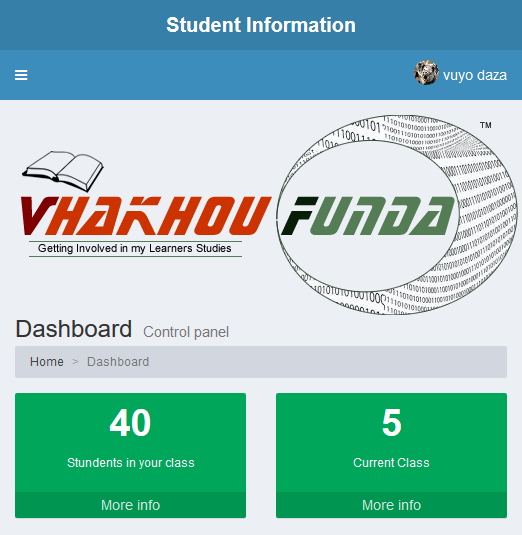 Student Information
vuyo daza
TM
VHAKHOU FUNDA
Getting Involved in my Learners Studies
Dashboard Control panel
Home > Dashboard
40
Stundents in your class
More info
5
Current Class
More info